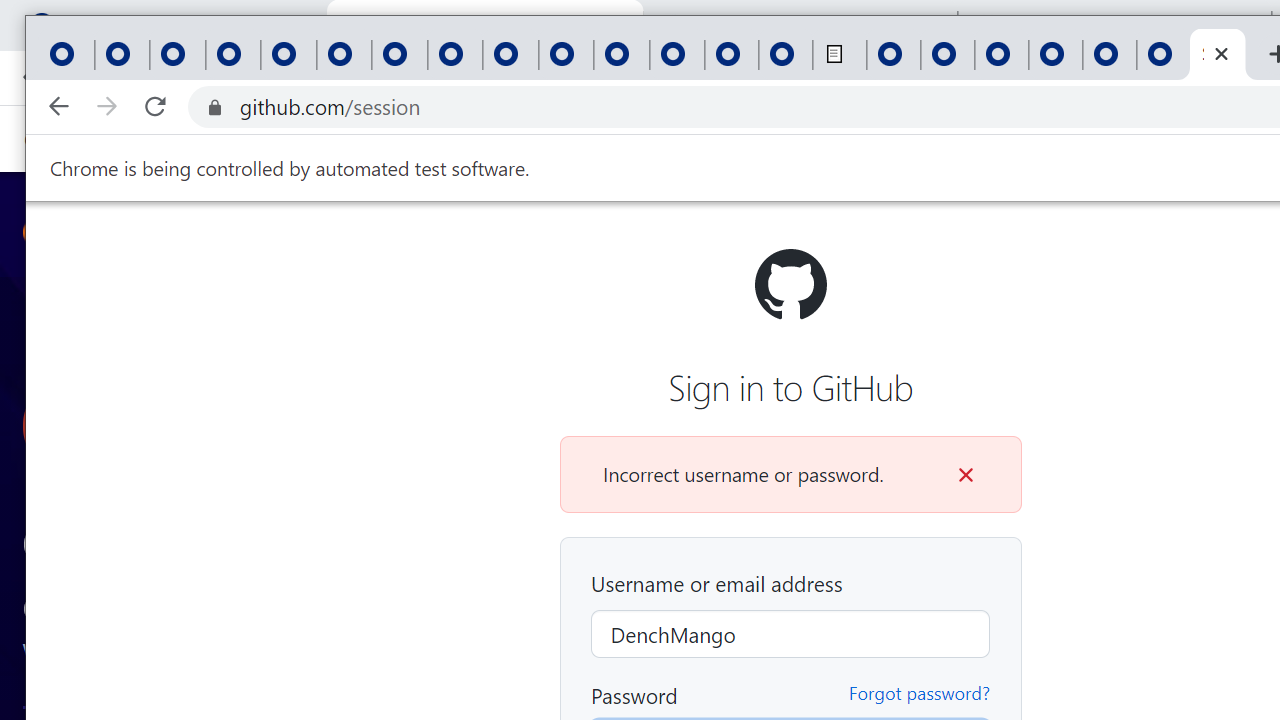 github.com/session
Chrome is being controlled by automated test software.
Sign in to GitHub
Incorrect username or password.
Username or email address
DenchMango
Password
Forgot password?